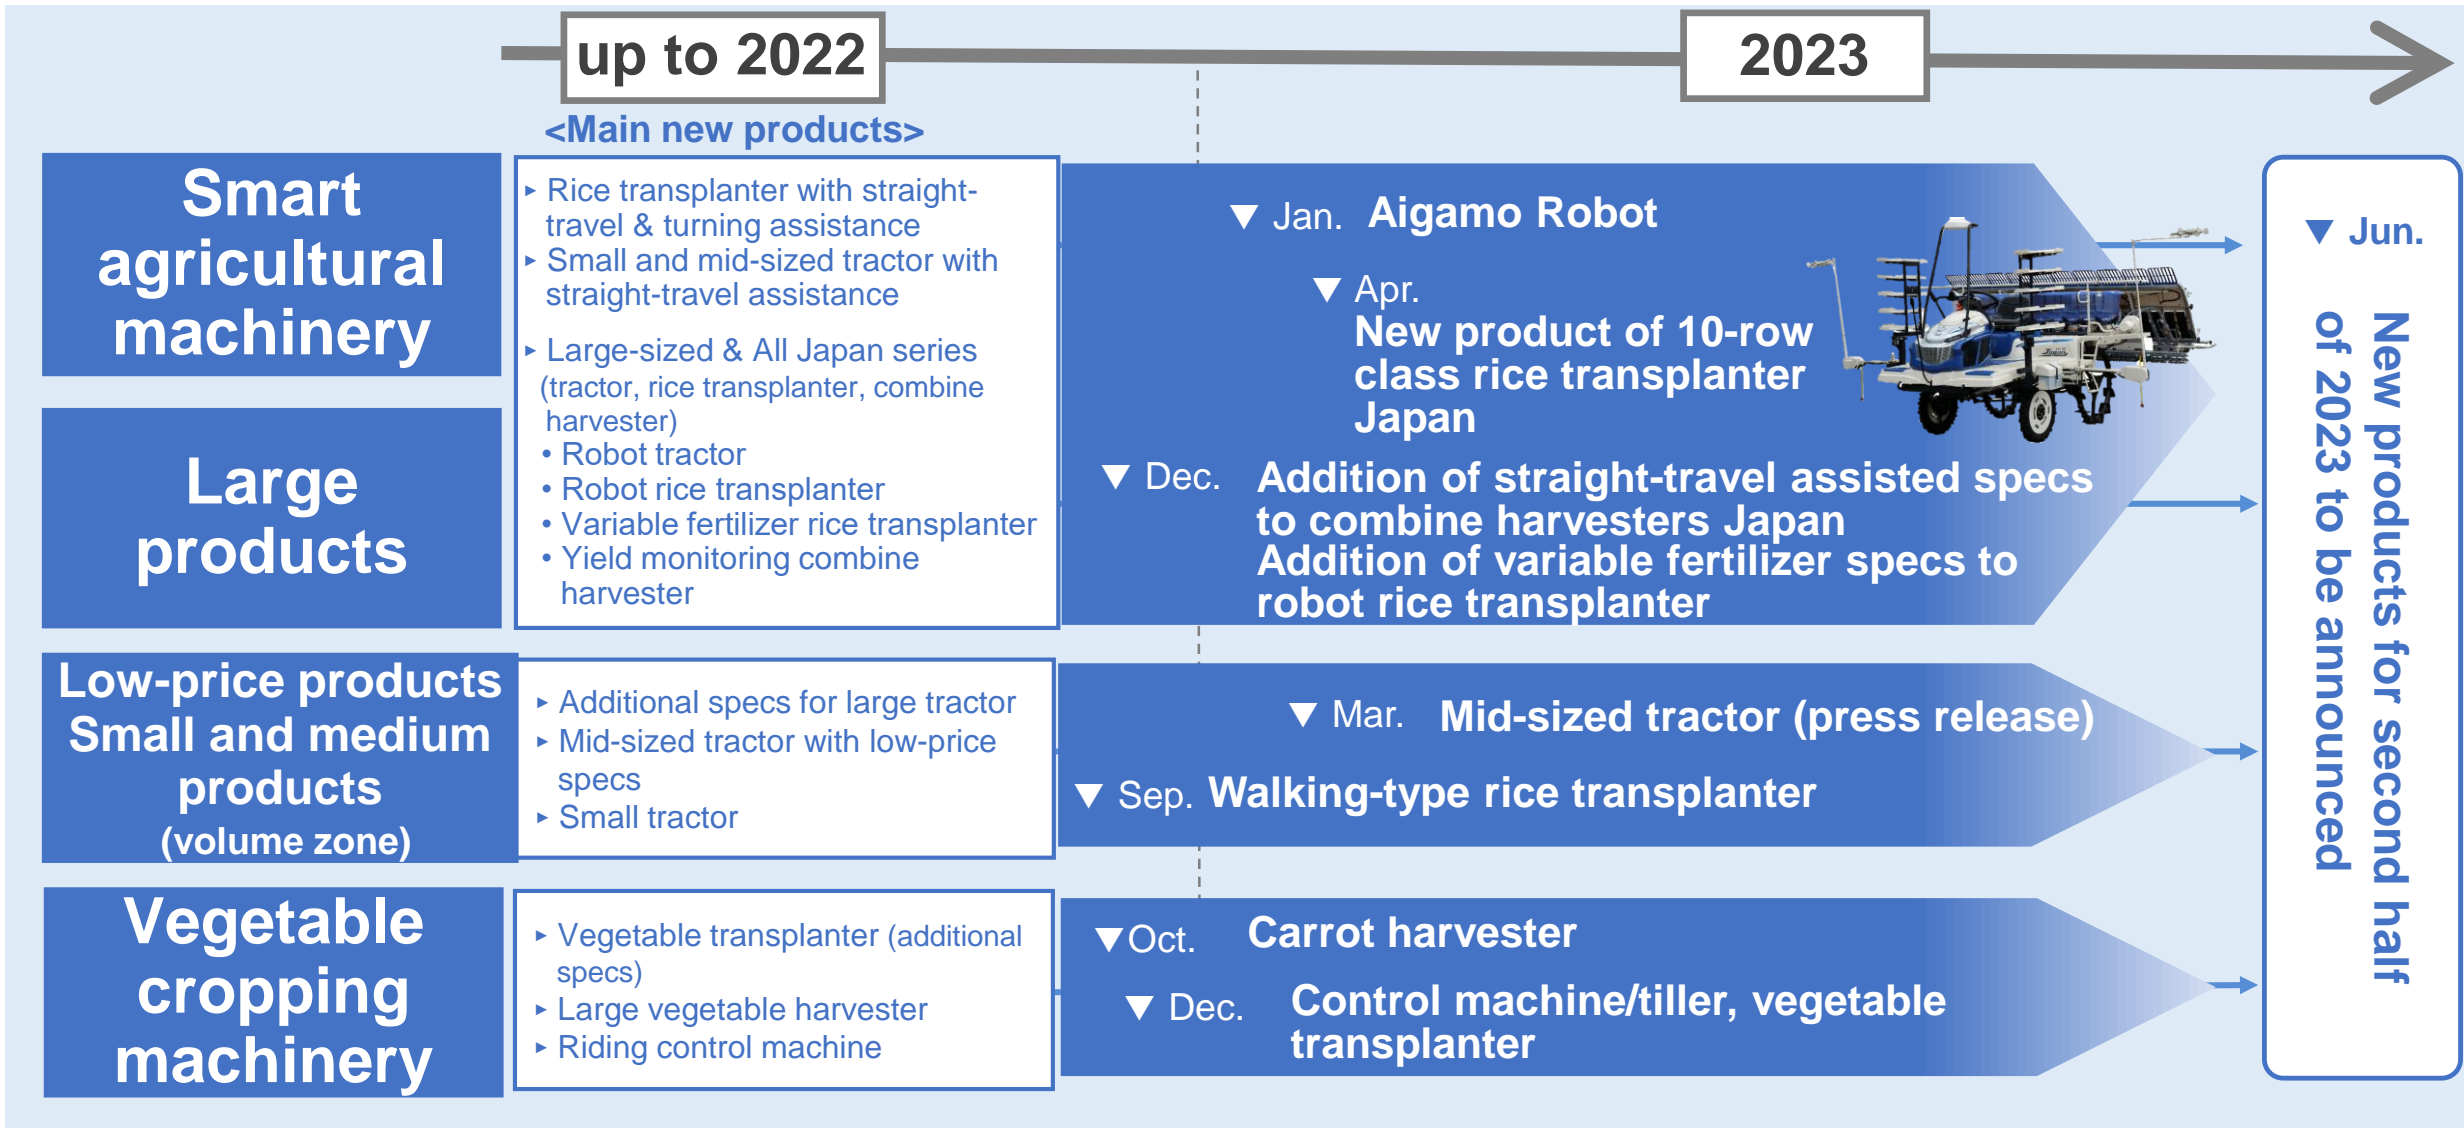 up to 2022
2023
<Main new products>
Smart
agricultural
machinery
Large
products
▸ Rice transplanter with straight-
travel & turning assistance
▸ Small and mid-sized tractor with
straight-travel assistance
▸ Large-sized & All Japan series
(tractor, rice transplanter, combine
harvester)
• Robot tractor
• Robot rice transplanter
• Variable fertilizer rice transplanter
• Yield monitoring combine
harvester
▼ Jan. Aigamo Robot
▼ Apr.
New product of 10-row
class rice transplanter
Japan
▼ Dec. Addition of straight-travel assisted specs
to combine harvesters Japan
Addition of variable fertilizer specs to
robot rice transplanter
Low-price products
Small and medium
products
(volume zone)
▸ Additional specs for large tractor
▸ Mid-sized tractor with low-price
specs
▸ Small tractor
▼ Mar. Mid-sized tractor (press release)
▼ Sep. Walking-type rice transplanter
Vegetable
cropping
machinery
▸ Vegetable transplanter (additional
specs)
▸ Large vegetable harvester
▸ Riding control machine
▼Oct. Carrot harvester
▼ Dec. Control machine/tiller, vegetable
transplanter
▼ Jun.
New products for second half
of 2023 to be announced